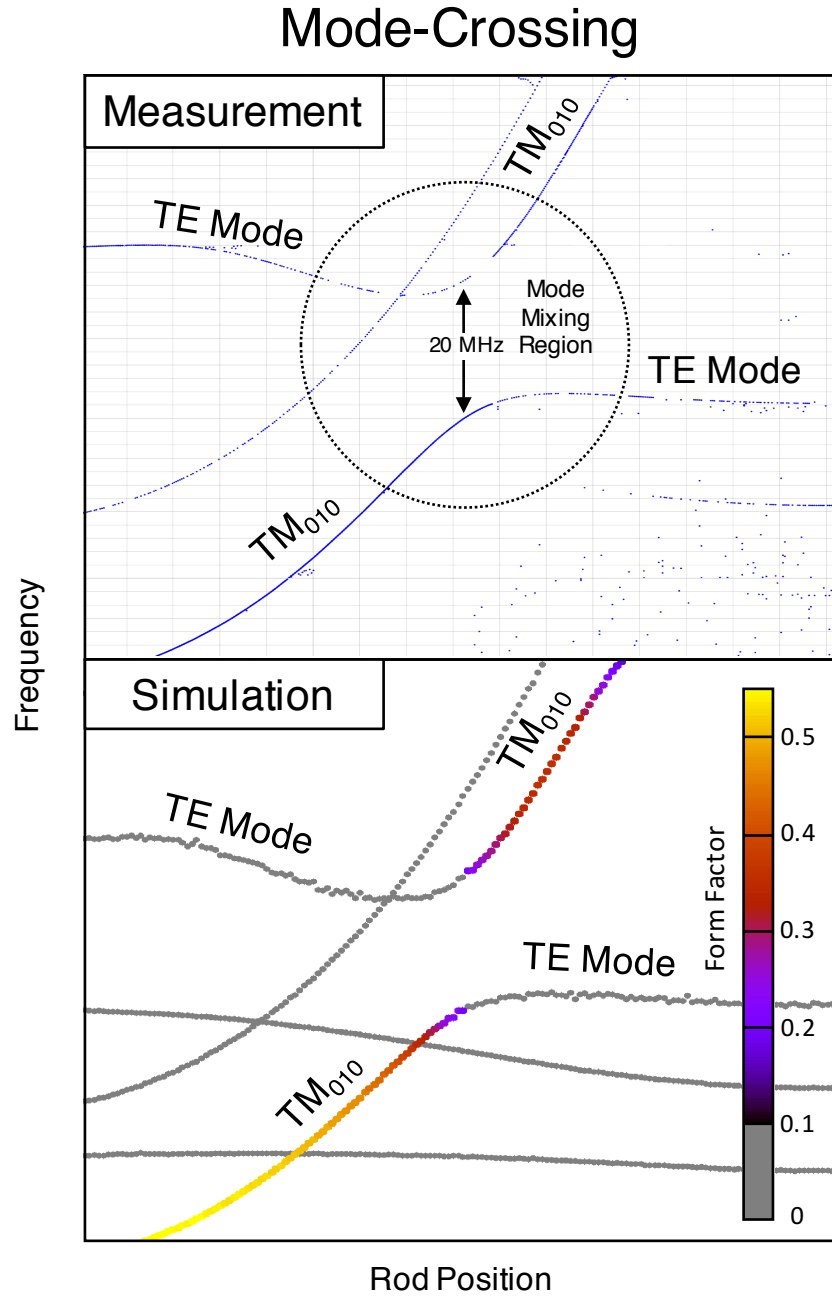 Mode-Crossing
Measurement
TM010
TE Mode
Mode
Mixing
Region
20 MHz
TE Mode
TM010
Frequency
Simulation
TM010
TE Mode
Form Factor
0.5
0.4
0.3
0.2
0.1
0
TE Mode
TM010
Rod Position